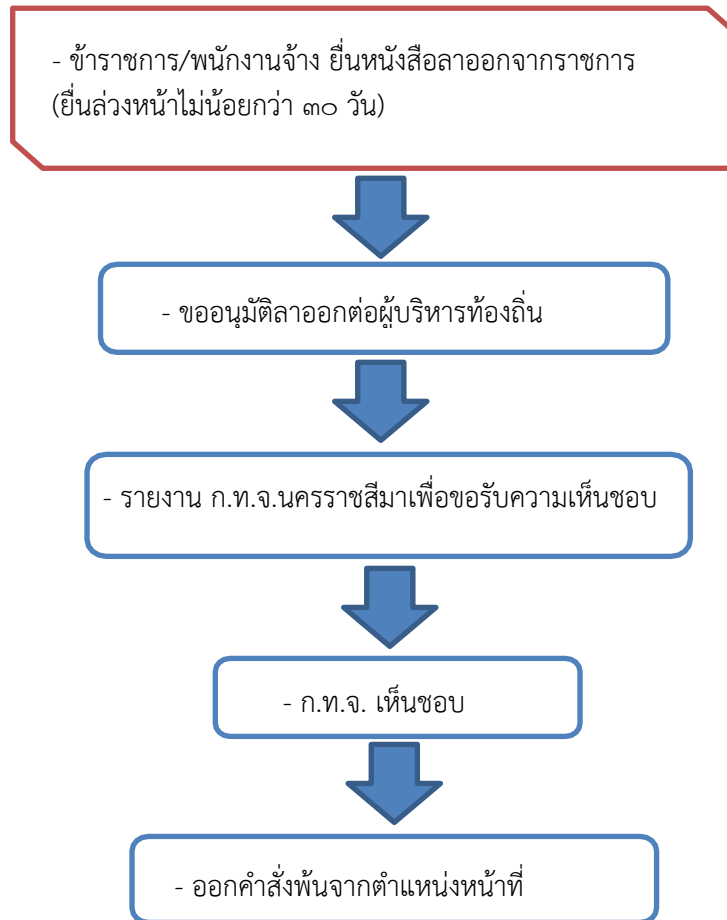 - ข้าราชการ/พนักงานจ้าง ยื่นหนังสือลาออกจากราชการ
(ยื่นล่วงหน้าไม่น้อยกว่า ๓๐ วัน)
- ขออนุมัติลาออกต่อผู้บริหารท้องถิ่น
- รายงาน ก.ท.จ.นครราชสีมาเพื่อขอรับความเห็นชอบ
- ก.ท.จ. เห็นชอบ
- ออกคำสั่งพ้นจากตำแหน่งหน้าที่